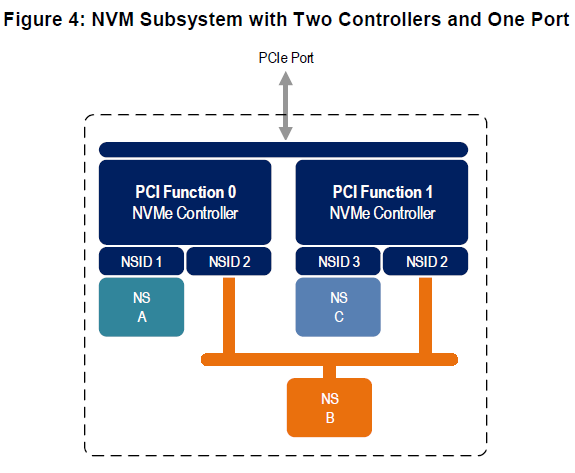 Figure 4: NVM Subsystem with Two Controllers and One Port
PCIe Port
PCI Function 0
NVMe Controller
PCI Function 1
NVMe Controller
NSID 1
NSID 2
NSID 3
NSID 2
NS
A
NS
C
NS
B